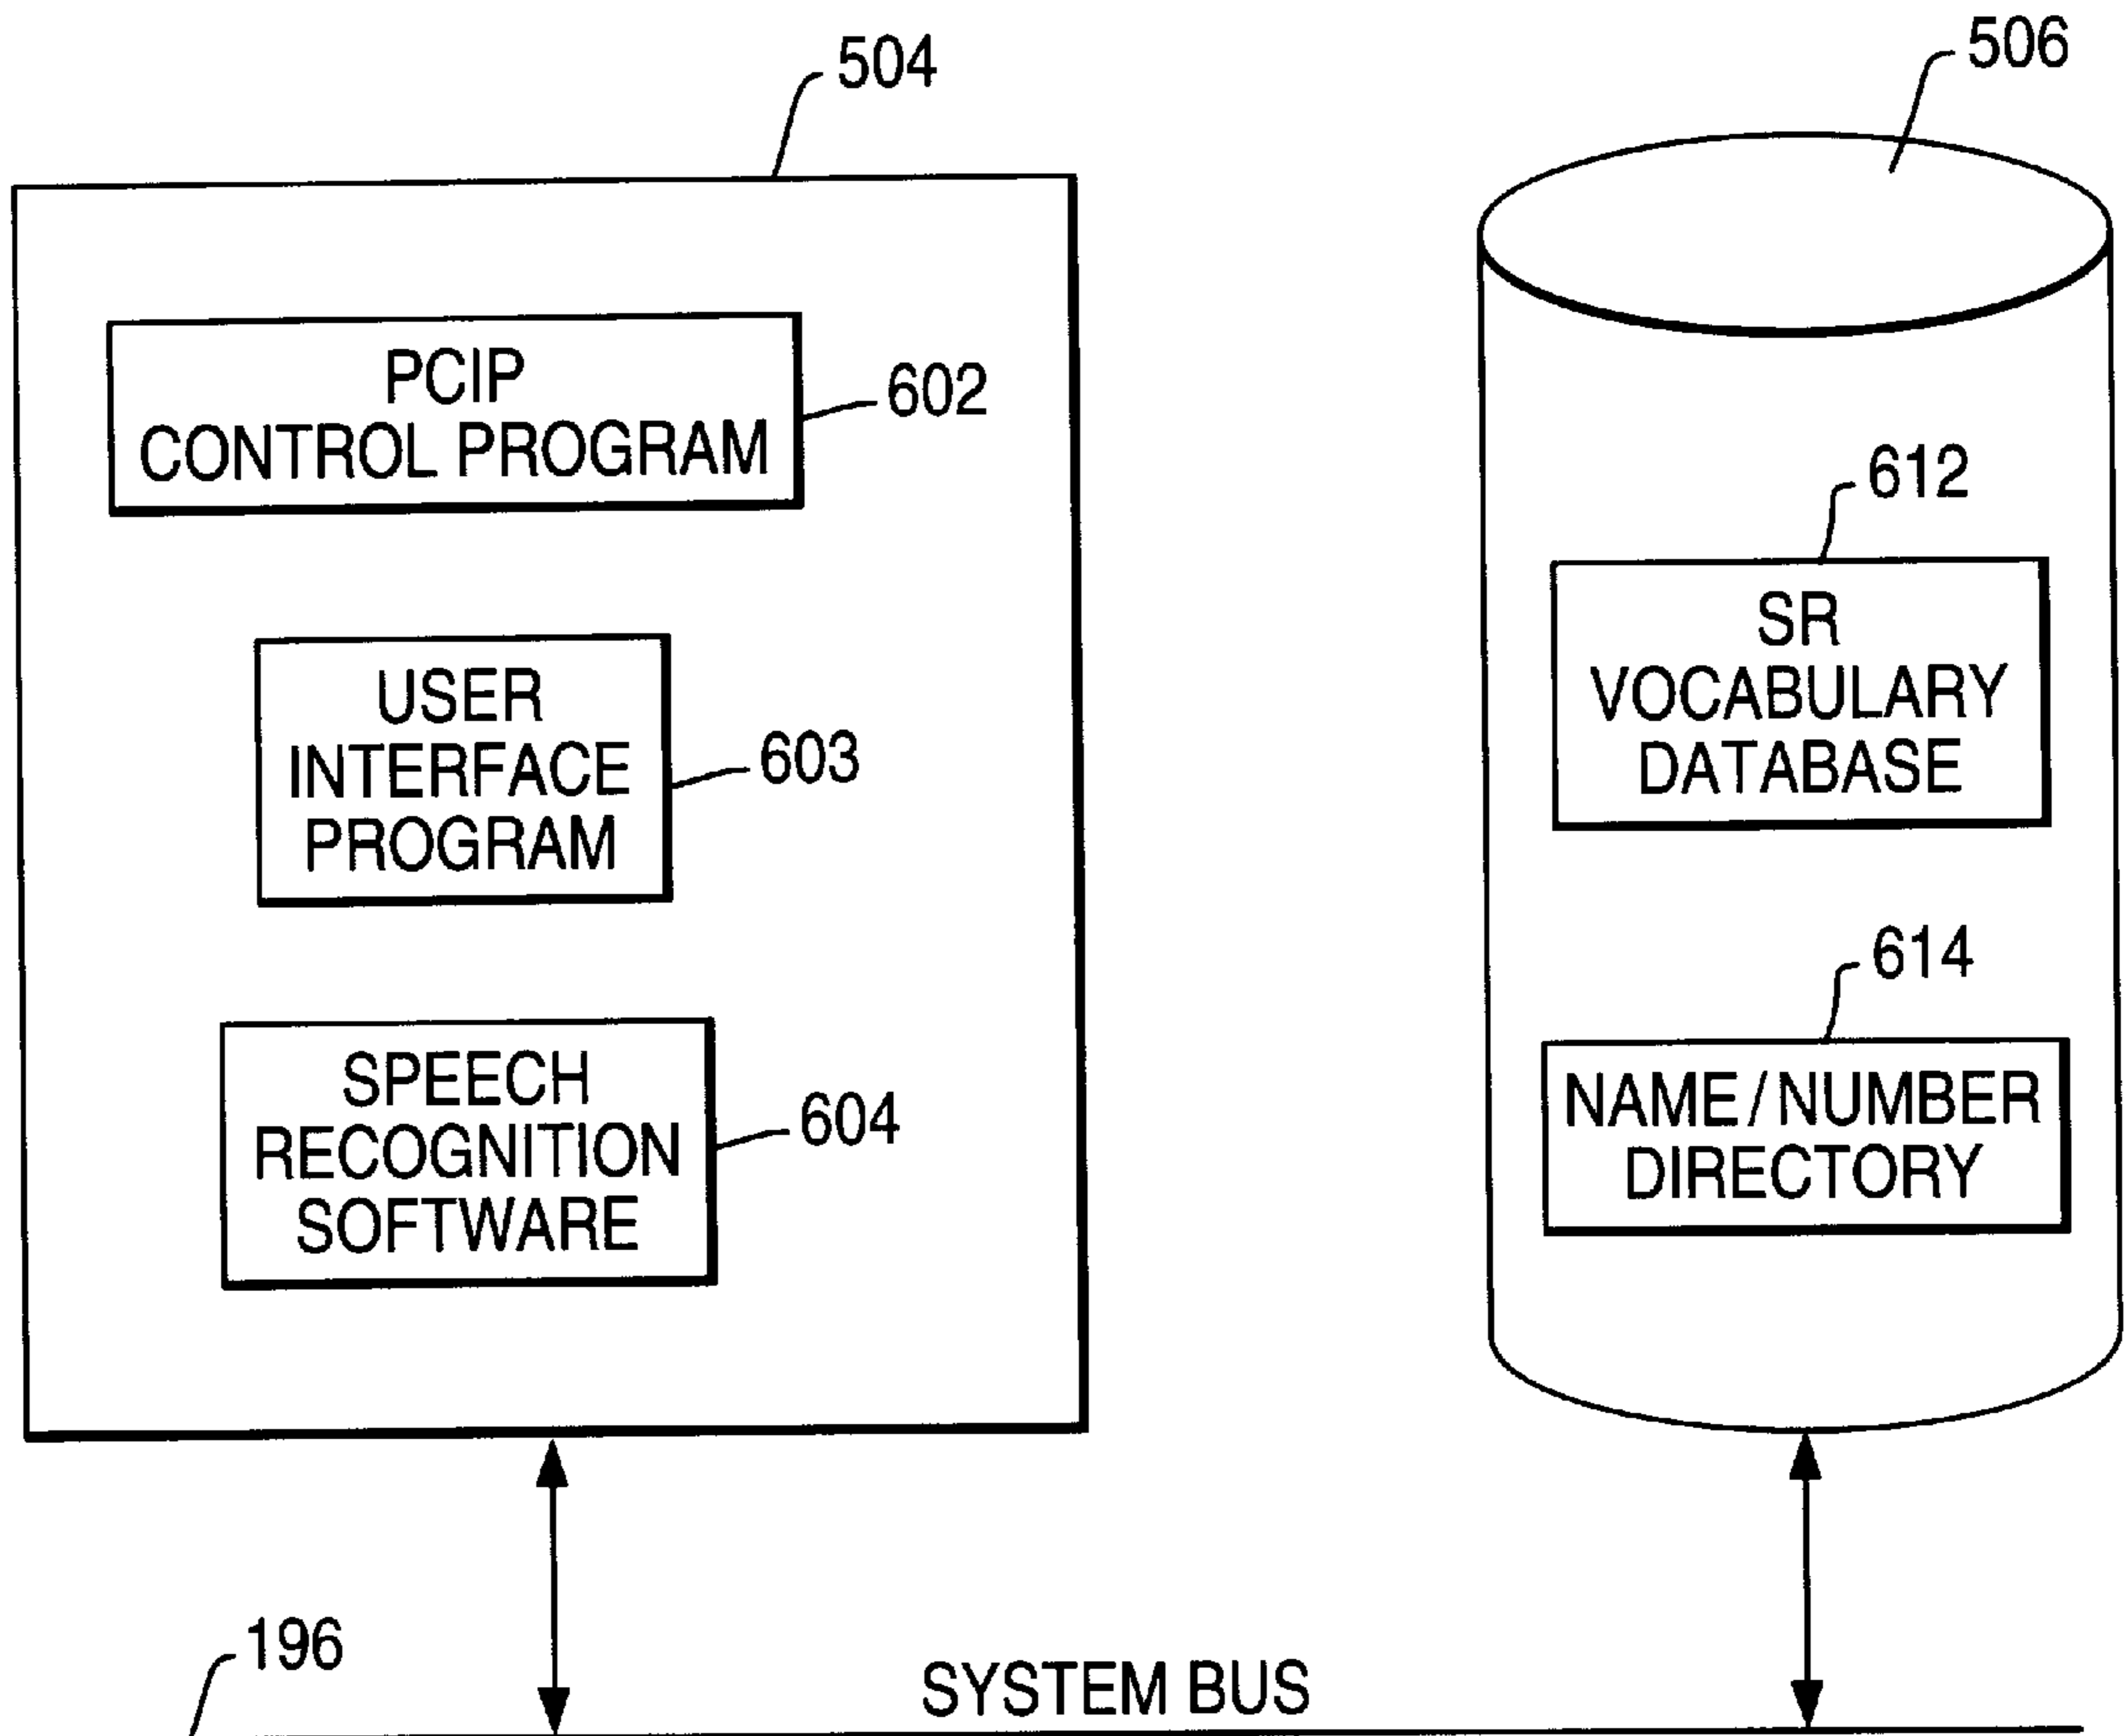 504
506
PCIP
CONTROL PROGRAM
602
612
SR
VOCABULARY
DATABASE
USER
INTERFACE
PROGRAM
603
614
NAME/NUMBER
DIRECTORY
SPEECH
RECOGNITION
SOFTWARE
604
196
SYSTEM BUS